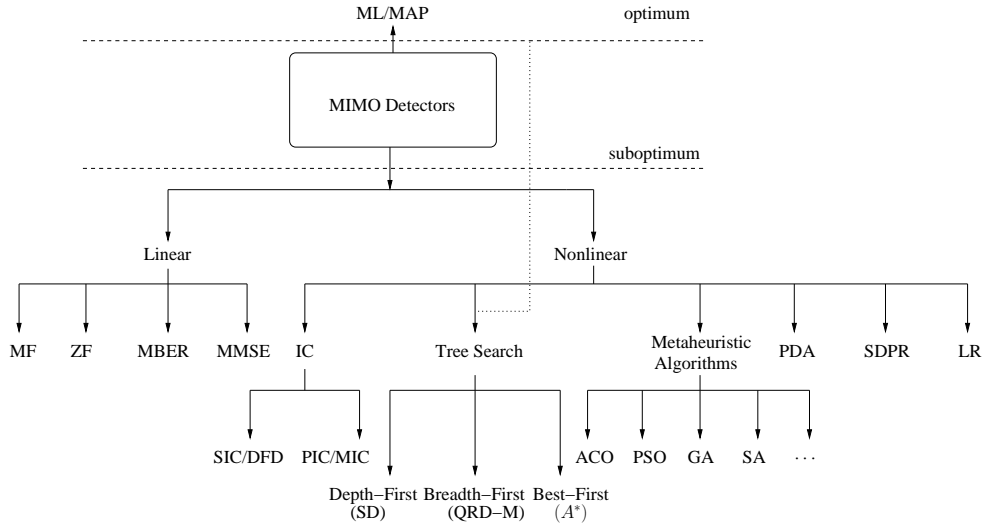 ML/MAP
optimum
MIMO Detectors
suboptimum
Linear
Nonlinear
MF
ZF
MBER
MMSE
IC
Tree Search
Metaheuristic
Algorithms
PDA
SDPR
LR
SIC/DFD
PIC/MIC
ACO
PSO
GA
SA
···
Depth–First
(SD)
Breadth–First
(QRD–M)
Best–First
(A*)